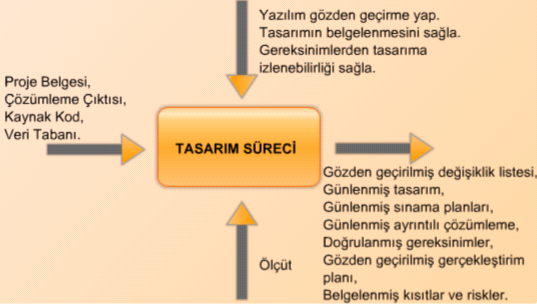 Yazılım gözden geçirme yap.
Tasarımın belgelenmesini sağla.
Gereksinimlerden tasarıma
izlenebilirliği sağla.
Proje Belgesi,
Çözümleme Çıktısı,
Kaynak Kod,
Veri Tabanı.
TASARIM SÜRECİ
Gözden geçirilmiş değişiklik listesi,
Günlenmiş tasarım,
Günlenmiş sınama planları,
Günlenmiş ayrıntılı çözümleme,
Doğrulanmış gereksinimler,
Gözden geçirilmiş gerçekleştirim
planı,
Belgelenmiş kısıtlar ve riskler.
Ölçüt